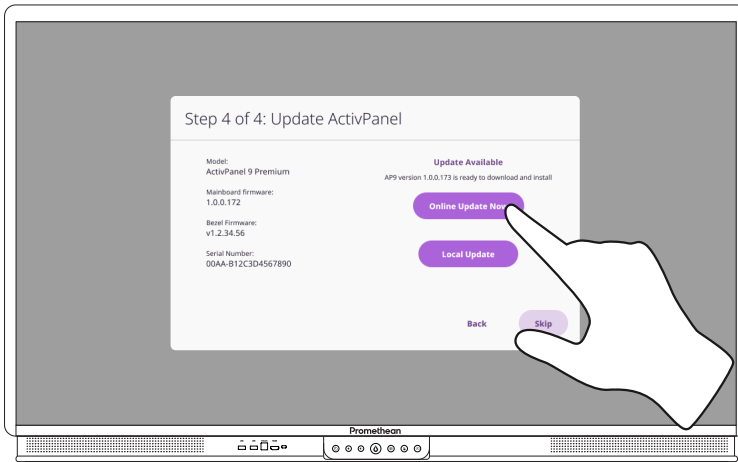 Step 4 of 4: Update ActivPanel
Model:
ActivPanel 9 Premium
Mainboard firmware:
1.0.0.172
Bezel Firmware:
v1.2.34.56
Serial Number:
00AA-B12C3D4567890
Update Available
AP9 version 1.0.0.173 is ready to download and install
Online Update Now
Local Update
Back
Skip
Promethean